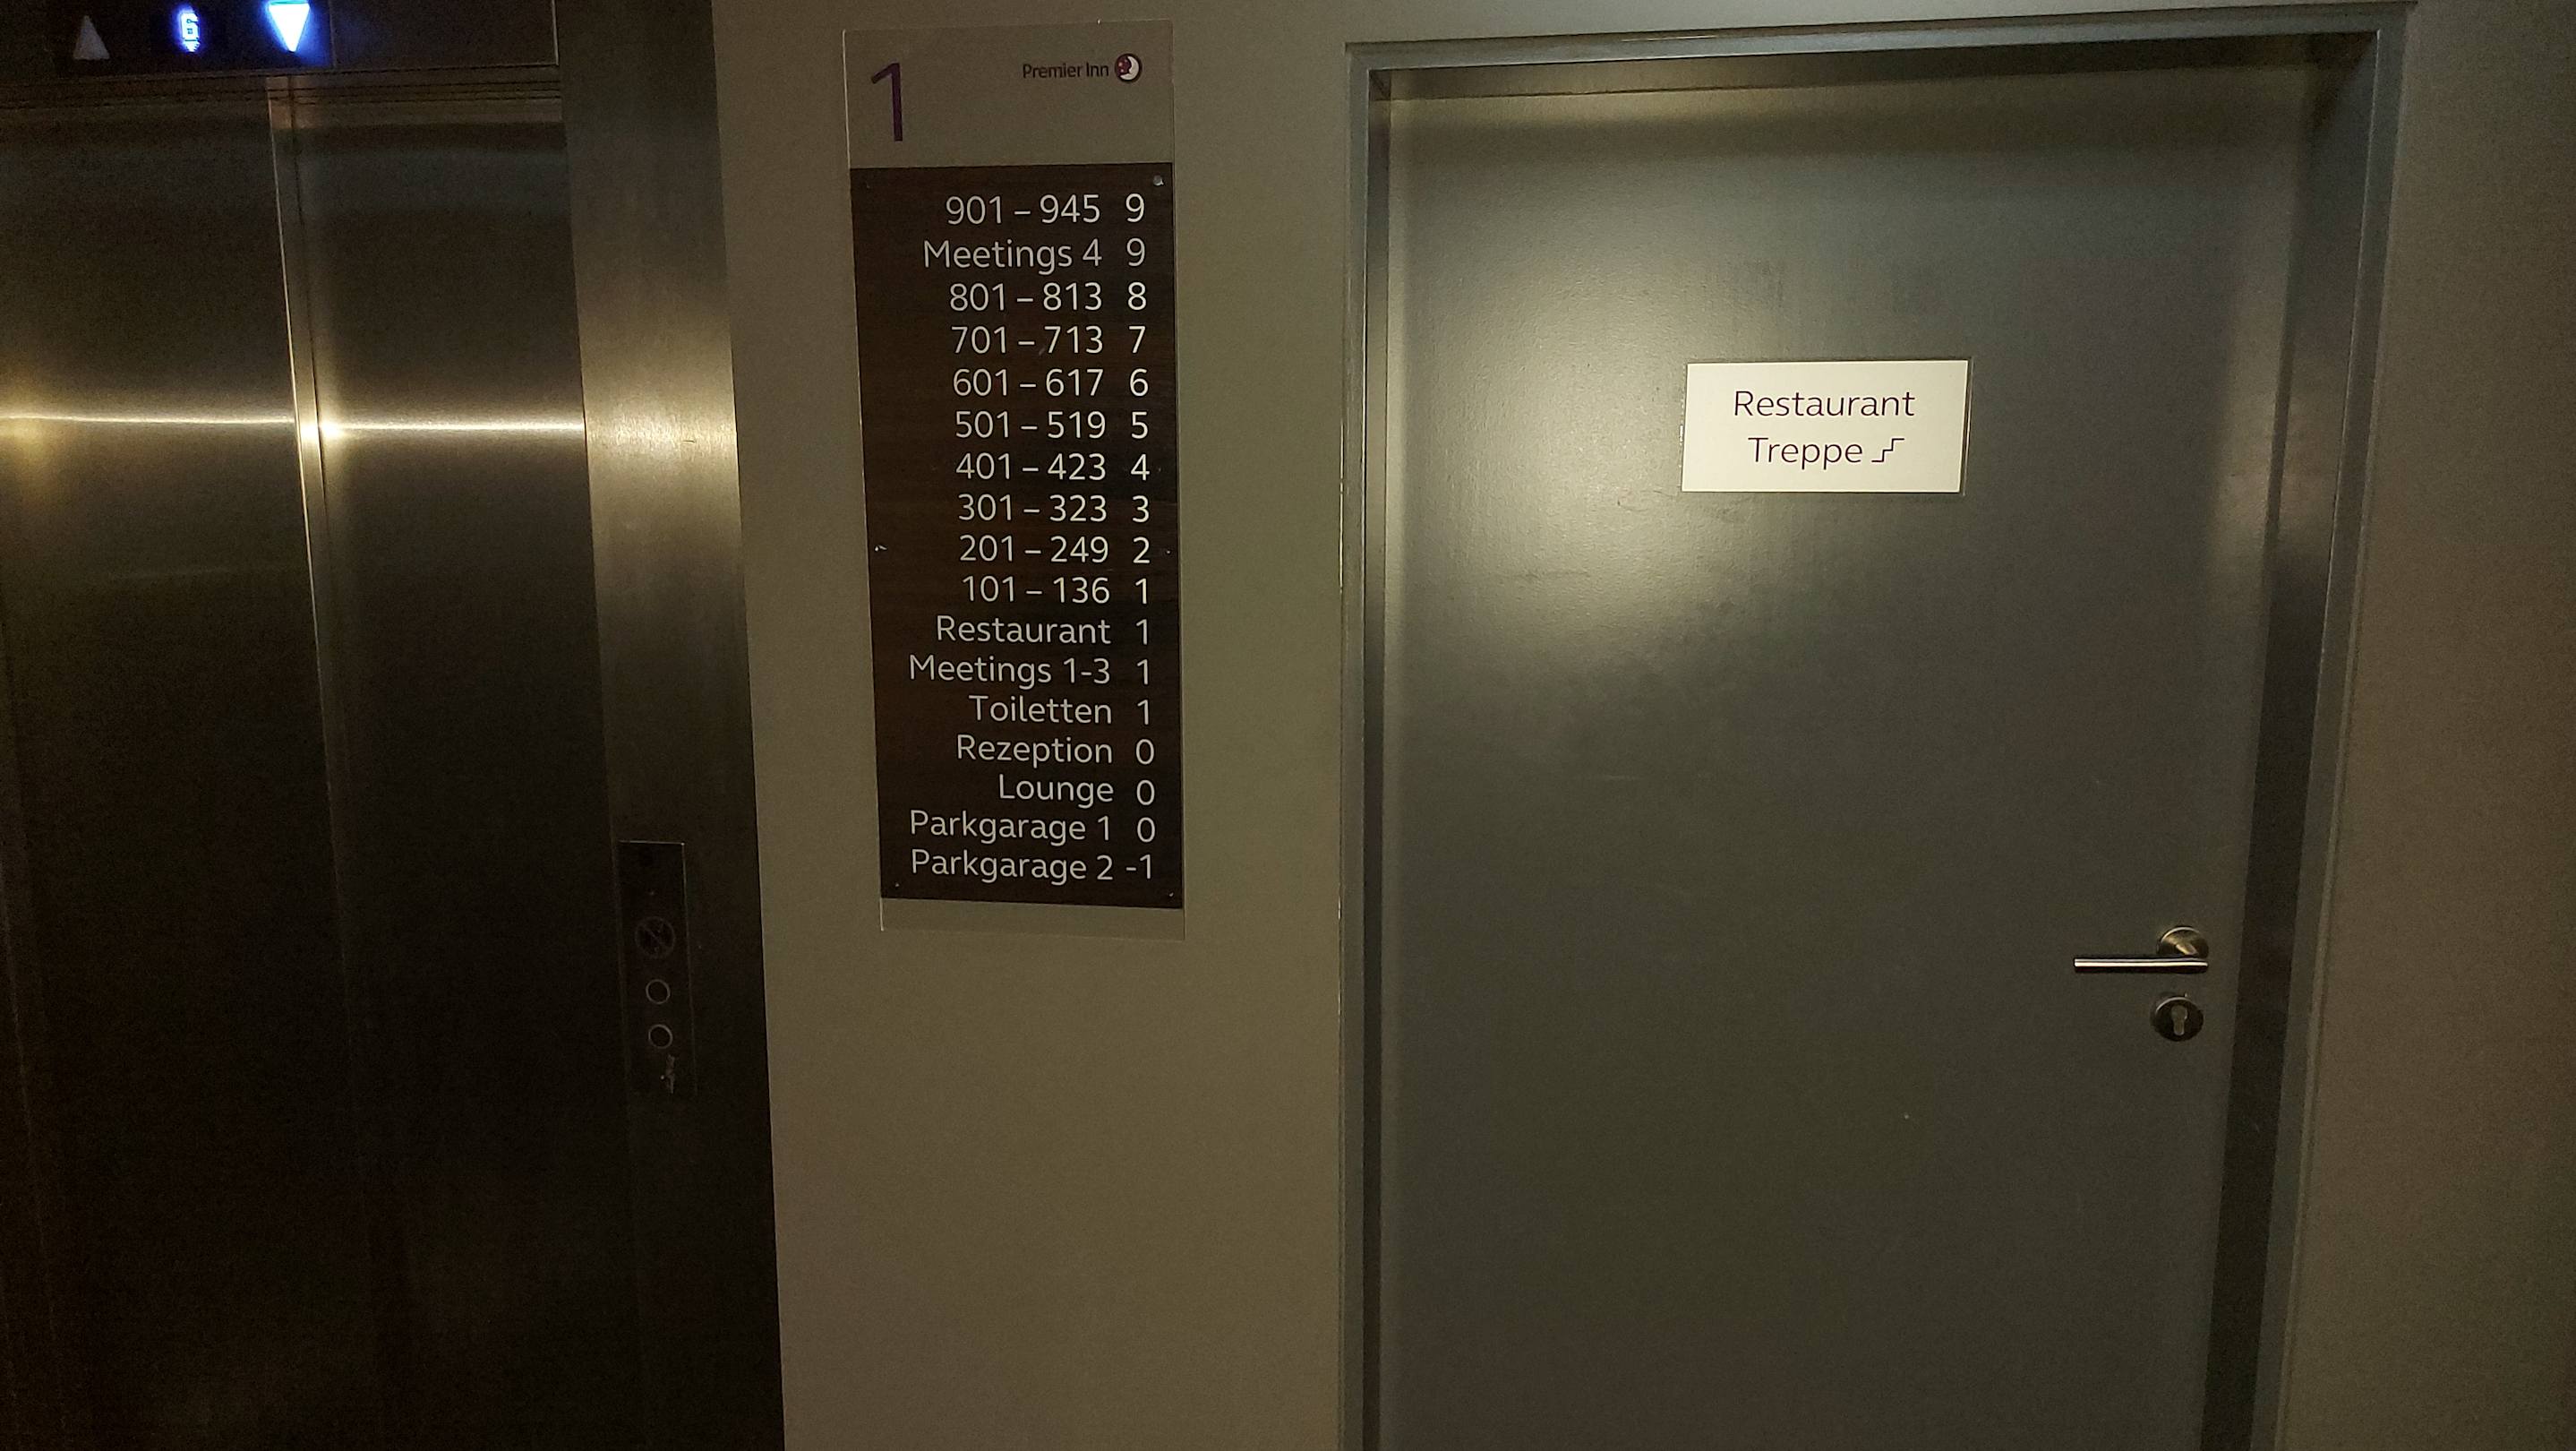 6
1
Premier Inn
901 – 945 9
Meetings 4 9
801 – 813 8
701 – 713 7
601 – 617 6
501 – 519 5
401 – 423 4
301 – 323 3
201 – 249 2
101 – 136 1
Restaurant 1
Meetings 1-3 1
Toiletten 1
Rezeption 0
Lounge 0
Parkgarage 1 0
Parkgarage 2 -1
Restaurant
Treppe